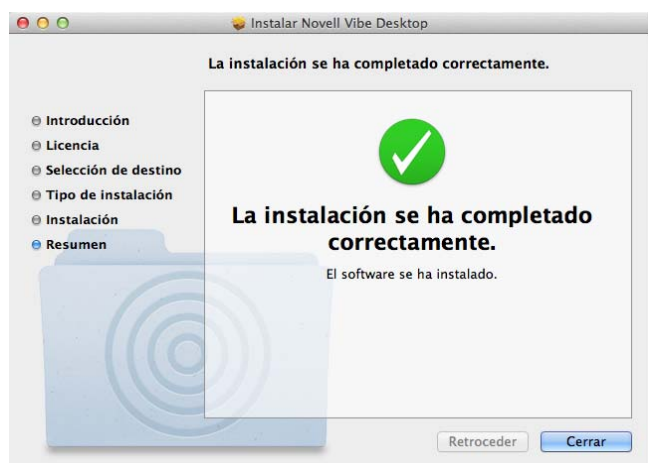 Instalar Novell Vibe Desktop
La instalación se ha completado correctamente.
Introducción
Licencia
Selección de destino
Tipo de instalación
Instalación
Resumen
La instalación se ha completado
correctamente.
El software se ha instalado.
Retroceder
Cerrar